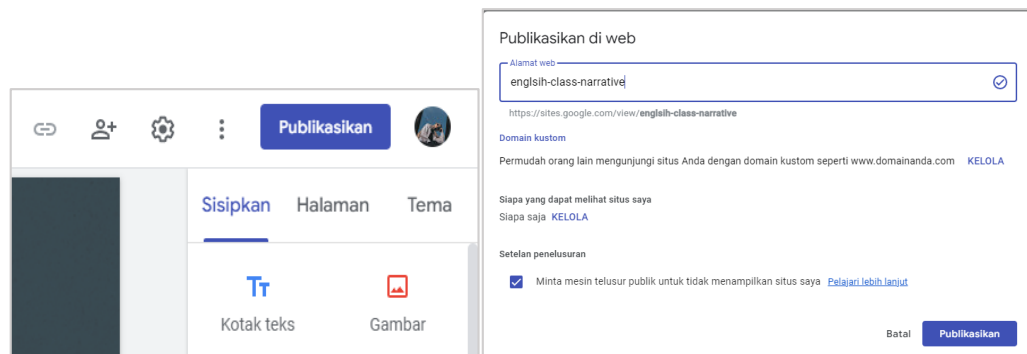 Publikasikan
Sisipkan Halaman Tema
Kotak teks Gambar
Publikasikan di web
Alamat web
englsih-class-narrative
https://sites.google.com/view/englsih-class-narrative
Domain kustom
Permudah orang lain mengunjungi situs Anda dengan domain kustom seperti www.domainanda.com KELOLA
Siapa yang dapat melihat situs saya
Siapa saja KELOLA
Setelan penelusuran
Minta mesin telusur publik untuk tidak menampilkan situs saya Pelajari lebih lanjut
Batal Publikasikan